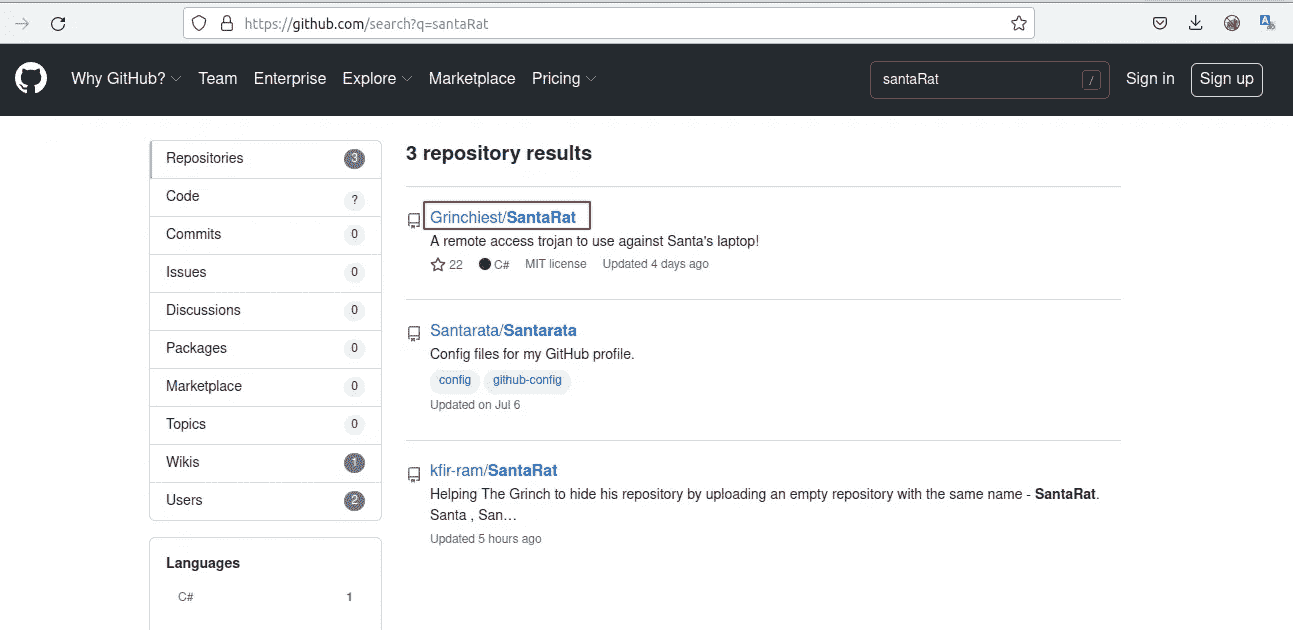 https://github.com/search?q=santaRat
Why GitHub? Team Enterprise Explore Marketplace Pricing santaRat / Sign in Sign up
Repositories 3
Code ?
Commits 0
Issues 0
Discussions 0
Packages 0
Marketplace 0
Topics 0
Wikis 1
Users 2
Languages
C# 1
3 repository results
Grinchiest/SantaRat
A remote access trojan to use against Santa's laptop!
22 C# MIT license Updated 4 days ago
Santarata/Santarata
Config files for my GitHub profile.
config github-config
Updated on Jul 6
kfir-ram/SantaRat
Helping The Grinch to hide his repository by uploading an empty repository with the same name - SantaRat.
Santa , San…
Updated 5 hours ago